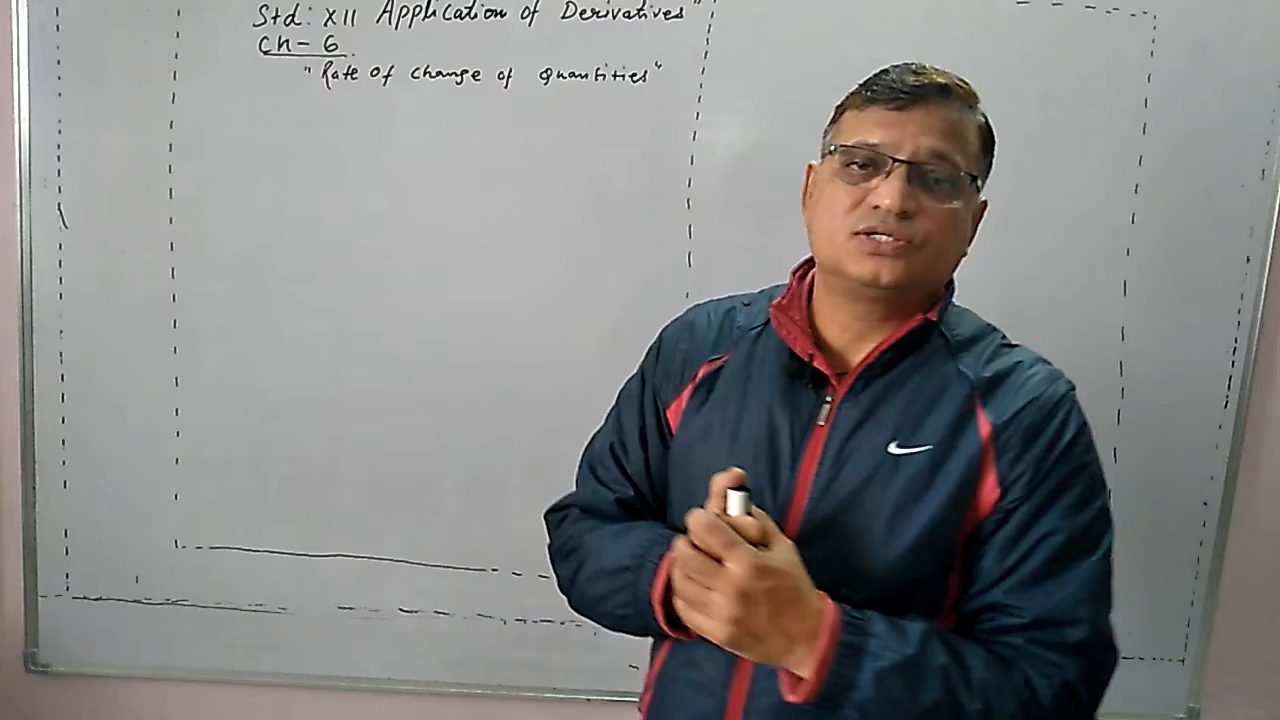 Std: XII Application of Derivatives"
Ch- 6
"Rate of change of Quantities"